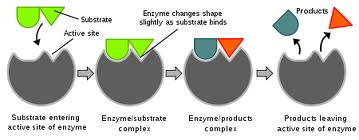 Substrate
Active site
Enzyme changes shape
slightly as substrate binds
Products
Substrate entering
active site of enzyme
Enzyme/substrate
complex
Enzyme/products
complex
Products leaving
active site of enzyme